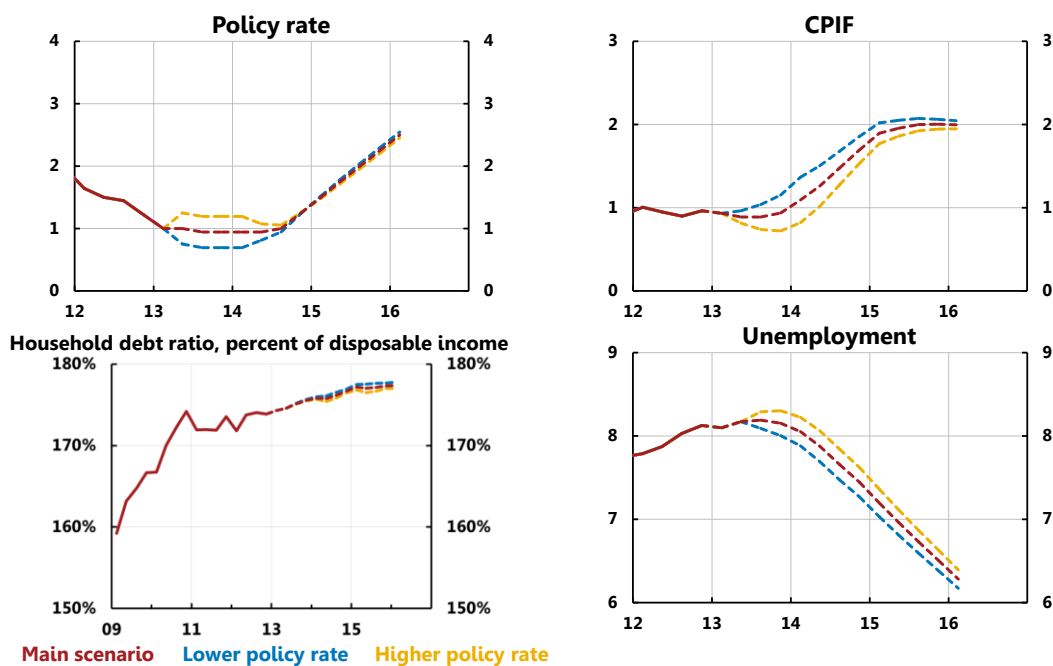 Policy rate
4 4
3 3
2 2
1 1
0 0
12 13 14 15 16
CPIF
3 3
2 2
1 1
0 0
12 13 14 15 16
Household debt ratio, percent of disposable income
180% 180%
170% 170%
160% 160%
150% 150%
09 11 13 15
Unemployment
9 9
8 8
7 7
6 6
12 13 14 15 16
Main scenario Lower policy rate Higher policy rate